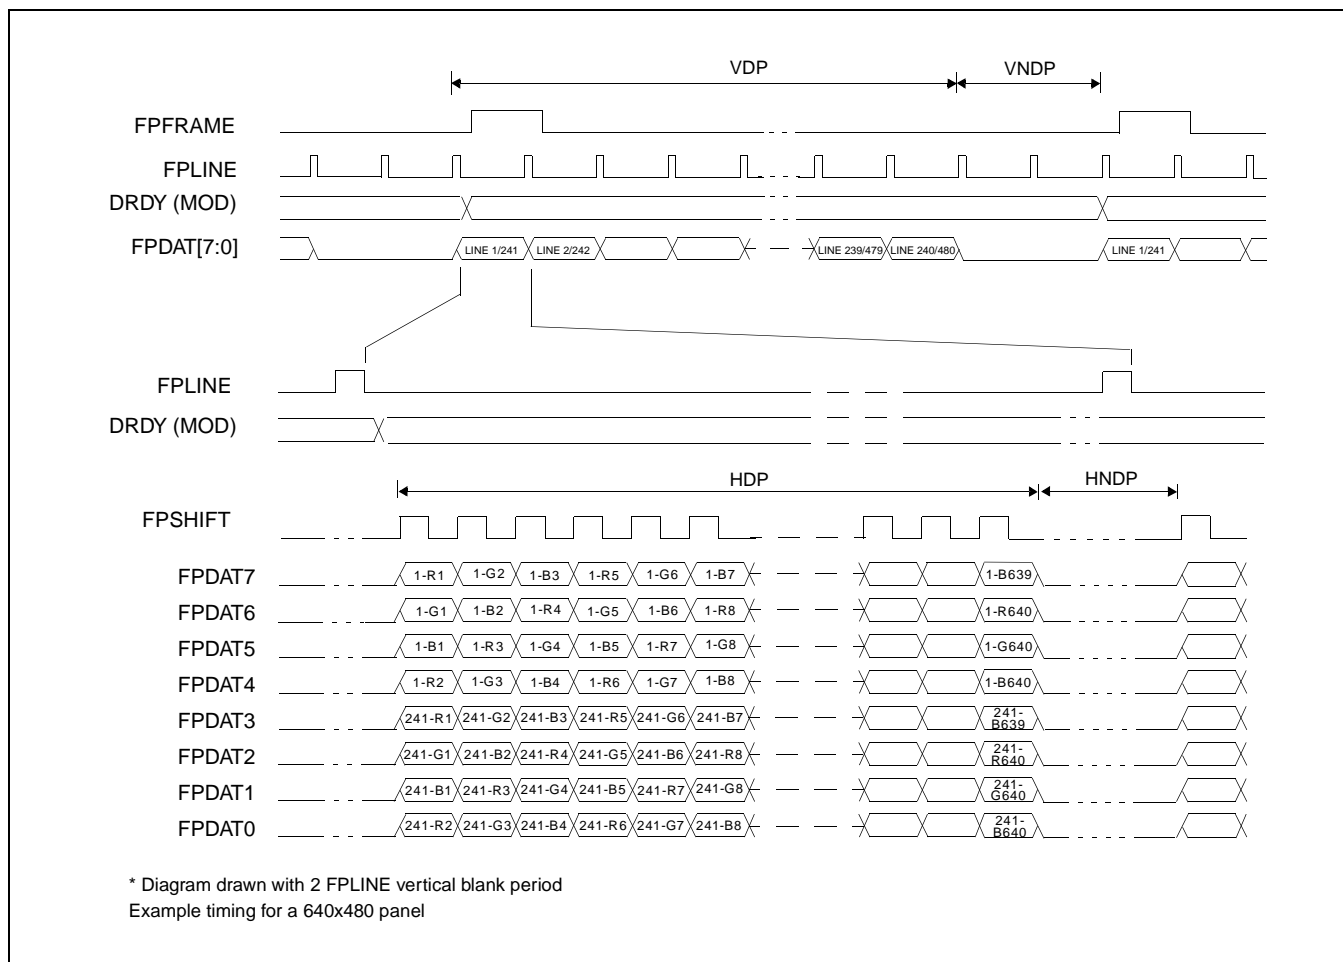 VDP VNDP
FPFRAME
FPLINE
DRDY (MOD)
FPDAT[7:0] LINE 1/241 LINE 2/242 LINE 239/479 LINE 240/480 LINE 1/241
FPLINE
DRDY (MOD)
HDP HNDP
FPSHIFT
FPDAT7 1-R1 1-G2 1-B3 1-R5 1-G6 1-B7 1-B639
FPDAT6 1-G1 1-B2 1-R4 1-G5 1-B6 1-R8 1-R640
FPDAT5 1-B1 1-R3 1-G4 1-B5 1-R7 1-G8 1-G640
FPDAT4 1-R2 1-G3 1-B4 1-R6 1-G7 1-B8 1-B640
FPDAT3 241-R1 241-G2 241-B3 241-R5 241-G6 241-B7 241-
B639
FPDAT2 241-G1 241-B2 241-R4 241-G5 241-B6 241-R8 241-
R640
FPDAT1 241-B1 241-R3 241-G4 241-B5 241-R7 241-G8 241-
G640
FPDAT0 241-R2 241-G3 241-B4 241-R6 241-G7 241-B8 241-
B640
* Diagram drawn with 2 FPLINE vertical blank period
Example timing for a 640x480 panel